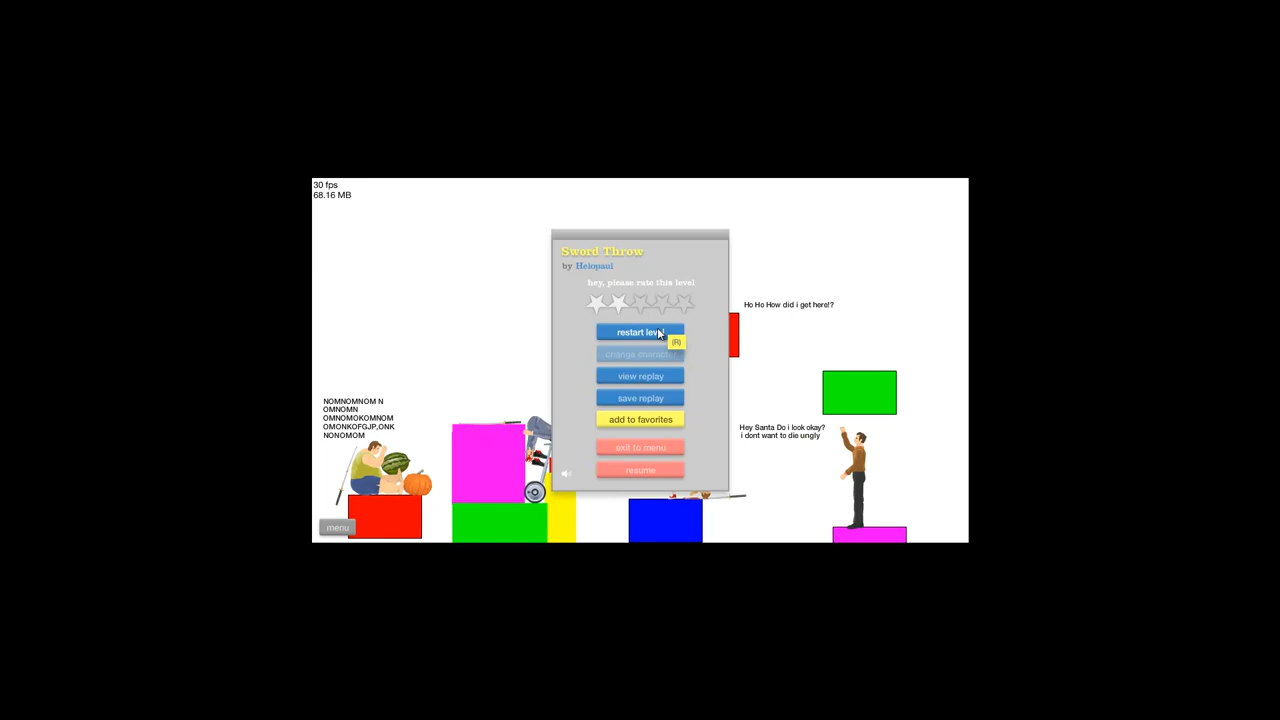 30 fps
68.16 MB
Sword Throw
by Helopaul
hey, please rate this level
restart level
(R)
change character
view replay
save replay
add to favorites
exit to menu
resume
Ho Ho How did i get here!?
NOMNOMNOM N
OMNOMN
OMNOMOKOMNOM
OMONKOFGJP,ONK
NONOMOM
Hey Santa Do i look okay?
i dont want to die ungly
menu